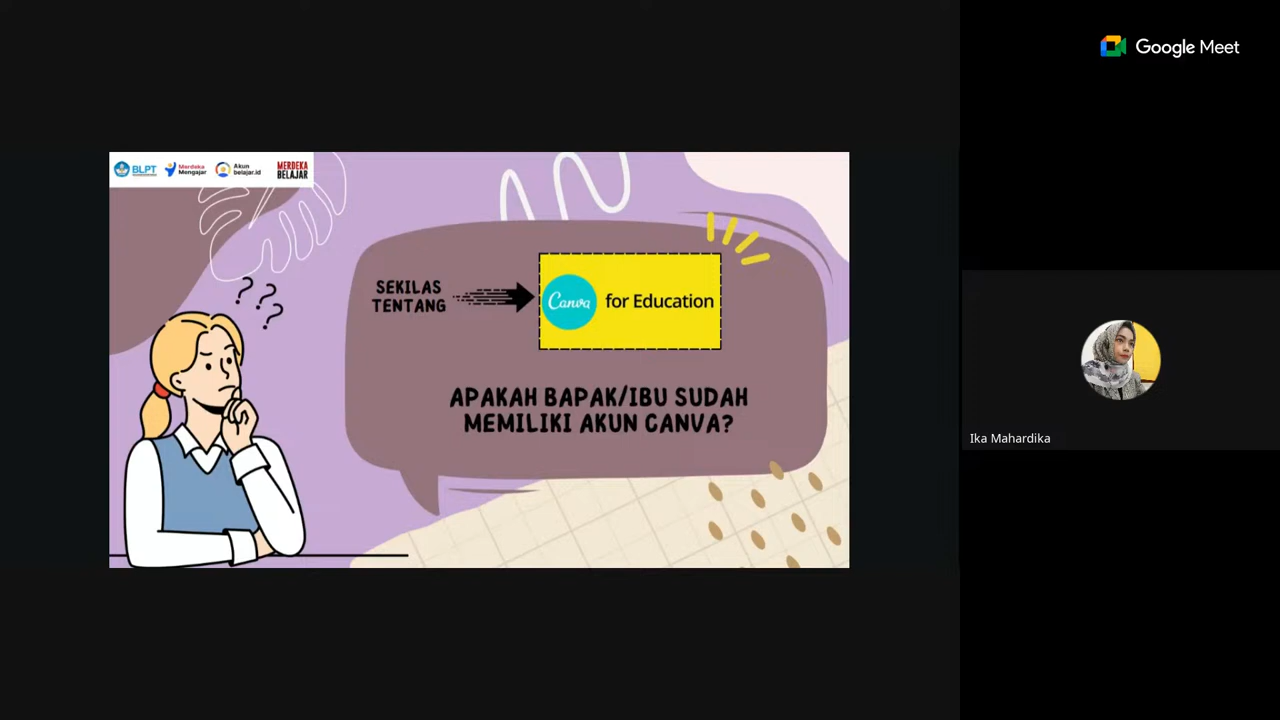 Google Meet
BLPT
Merdeka
Mengajar
Akun
belajar.id
MERDEKA
BELAJAR
? ? ?
SEKILAS
TENTANG
Canva for Education
APAKAH BAPAK/IBU SUDAH
MEMILIKI AKUN CANVA?
Ika Mahardika